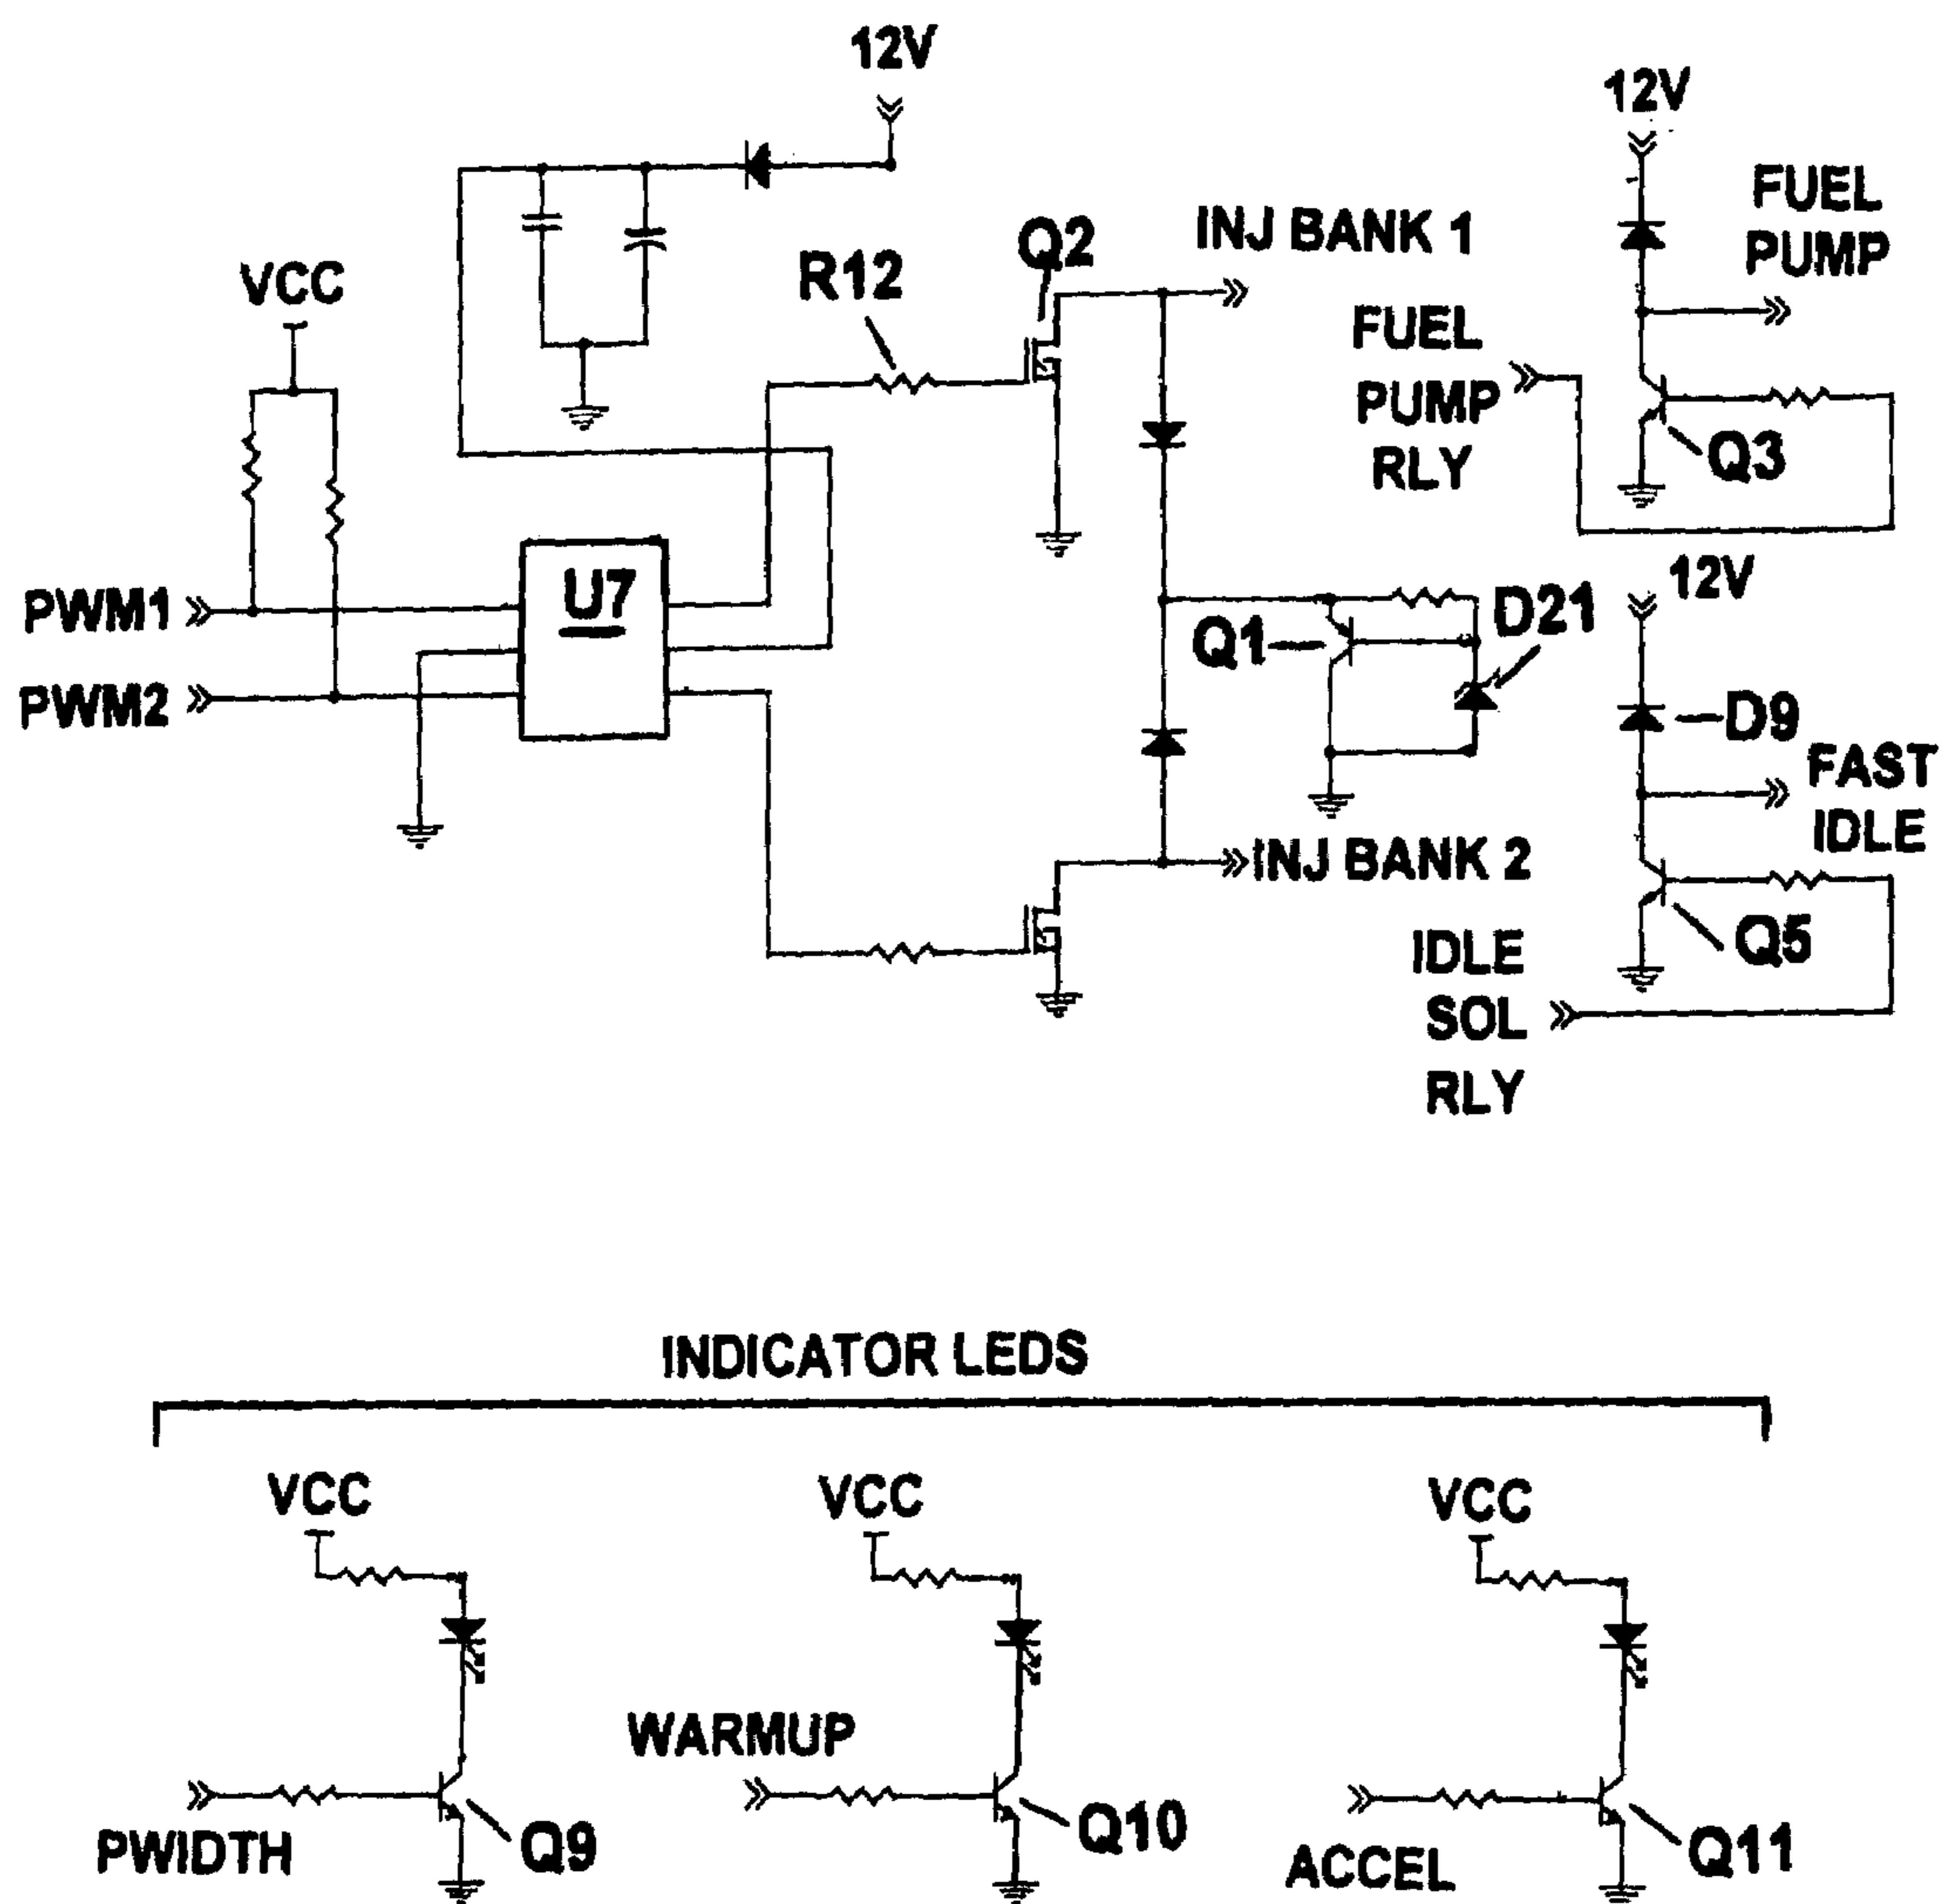 12V
12V
FUEL
PUMP
INJ BANK 1
Q2
R12
VCC
FUEL
PUMP
RLY
Q3
12V
U7
PWM1
PWM2
Q1
D21
D9
FAST
IDLE
INJ BANK 2
Q5
IDLE
SOL
RLY
INDICATOR LEDS
VCC
VCC
VCC
WARMUP
PWIDTH
Q9
Q10
ACCEL
Q11